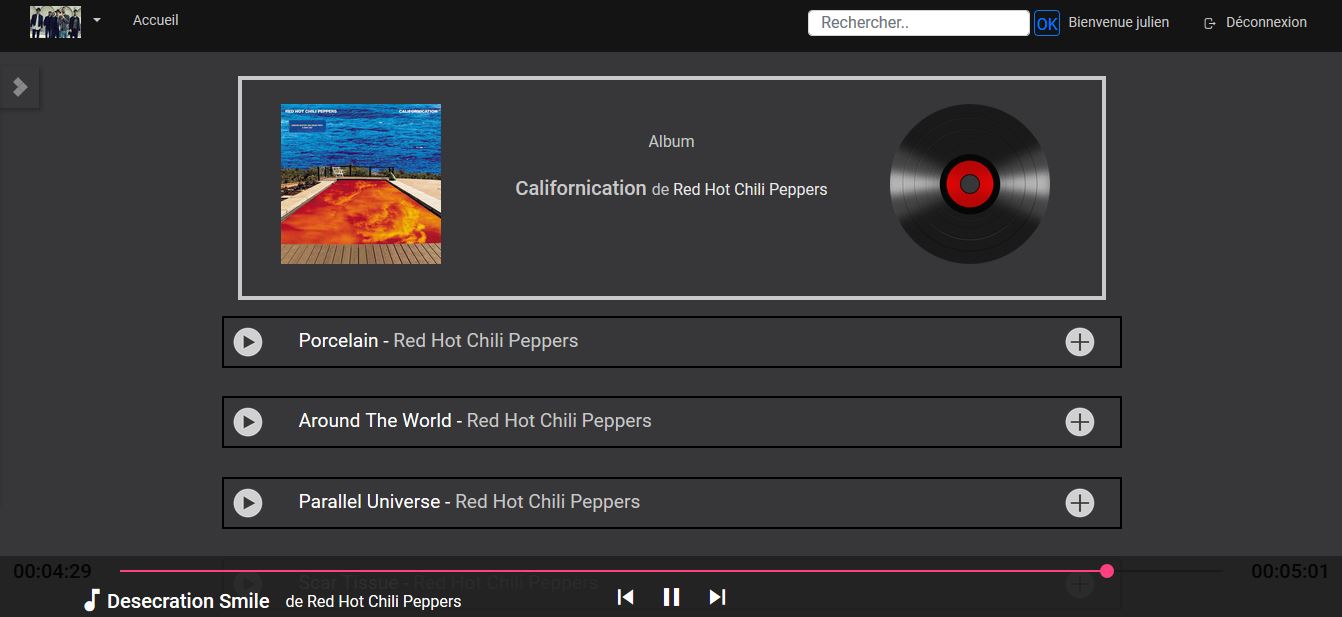 Accueil
Rechercher..
OK
Bienvenue julien
Déconnexion
RED HOT CHILI PEPPERS
CALIFORNICATION
Album
Californication de Red Hot Chili Peppers
Porcelain - Red Hot Chili Peppers
Around The World - Red Hot Chili Peppers
Parallel Universe - Red Hot Chili Peppers
00:04:29
00:05:01
Scar Tissue - Red Hot Chili Peppers
Desecration Smile de Red Hot Chili Peppers